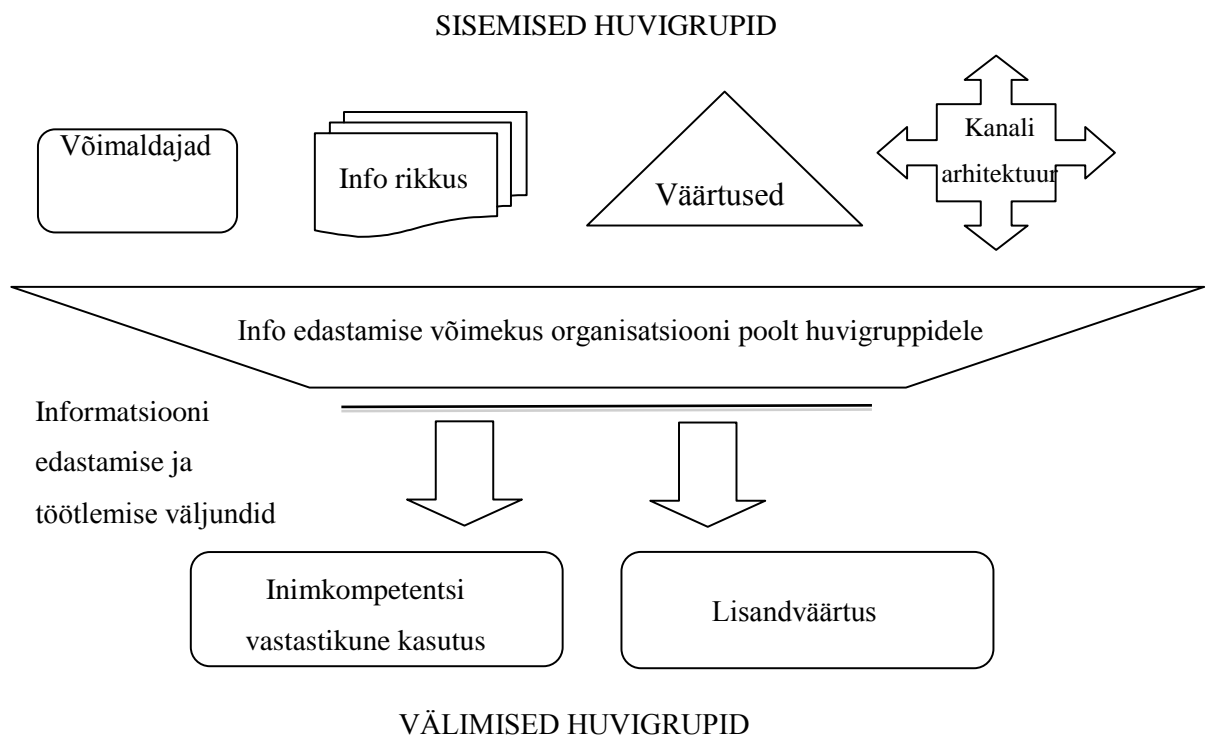 SISEMISED HUVIGRUPID
Võimaldajad
Info rikkus
Väärtused
Kanali
arhitektuur
Info edastamise võimekus organisatsiooni poolt huvigruppidele
Informatsiooni
edastamise ja
töötlemise väljundid
Inimkompetentsi
vastastikune kasutus
Lisandväärtus
VÄLIMISED HUVIGRUPID